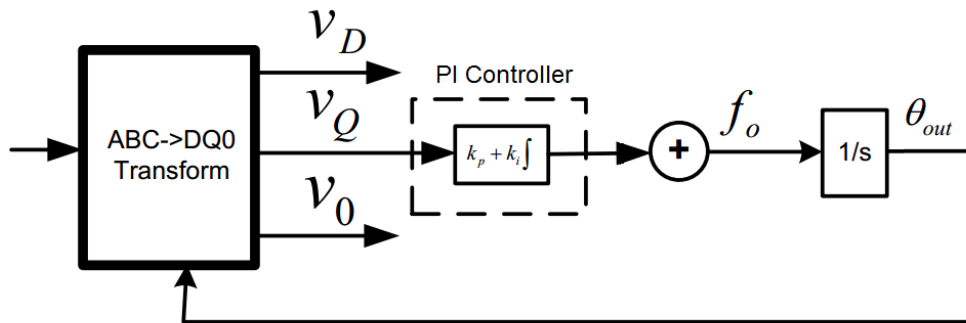 v_D
PI Controller
v_Q
f_o
θ_out
ABC->DQ0
Transform
k_p + k_i ∫
+
1/s
v_0